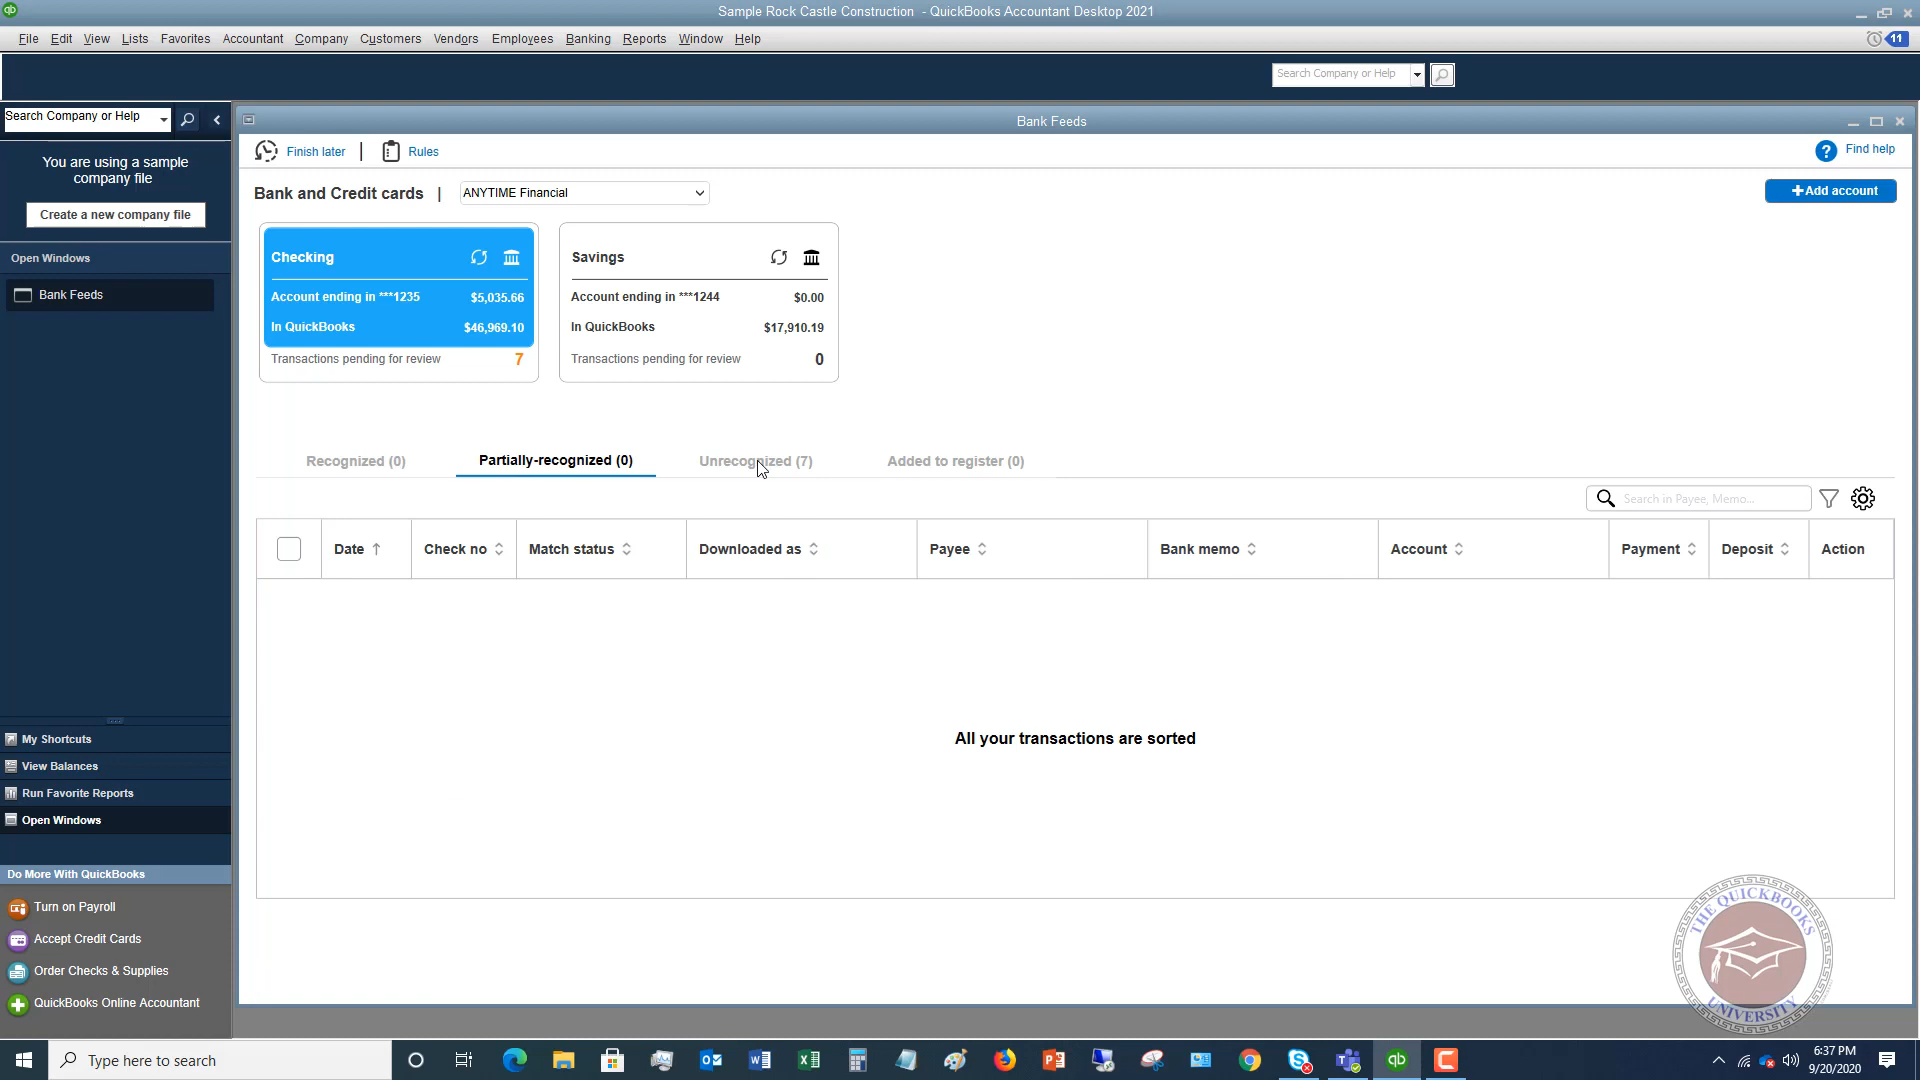 qb
Sample Rock Castle Construction - QuickBooks Accountant Desktop 2021
File Edit View Lists Favorites Accountant Company Customers Vendors Employees Banking Reports Window Help
11
Search Company or Help
Search Company or Help
Bank Feeds
You are using a sample
company file
Create a new company file
Open Windows
Bank Feeds
My Shortcuts
View Balances
Run Favorite Reports
Open Windows
Do More With QuickBooks
Turn on Payroll
Accept Credit Cards
Order Checks & Supplies
QuickBooks Online Accountant
Finish later | Rules
? Find help
Bank and Credit cards | ANYTIME Financial
+Add account
Checking
Account ending in ***1235 $5,035.66
In QuickBooks $46,969.10
Transactions pending for review 7
Savings
Account ending in ***1244 $0.00
In QuickBooks $17,910.19
Transactions pending for review 0
Recognized (0) Partially-recognized (0) Unrecognized (7) Added to register (0)
Search in Payee, Memo...
Date Check no Match status Downloaded as Payee Bank memo Account Payment Deposit Action
All your transactions are sorted
THE QUICKBOOKS
UNIVERSITY
Type here to search
qb
6:37 PM
9/20/2020